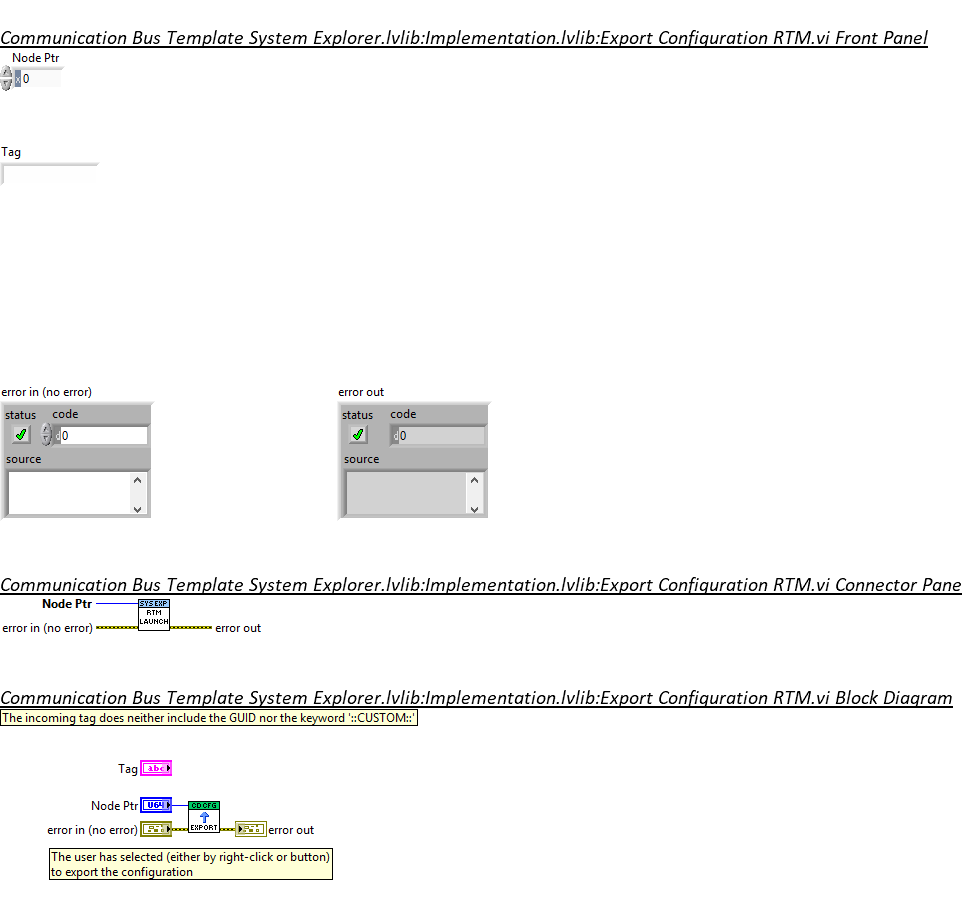 Communication Bus Template System Explorer.lvlib:Implementation.lvlib:Export Configuration RTM.vi Front Panel
Node Ptr
x 0
Tag
error in (no error)
error out
status code
status code
d 0
d 0
source
source
Communication Bus Template System Explorer.lvlib:Implementation.lvlib:Export Configuration RTM.vi Connector Pane
Node Ptr
SYS EXP
RTM
LAUNCH
error in (no error)
error out
Communication Bus Template System Explorer.lvlib:Implementation.lvlib:Export Configuration RTM.vi Block Diagram
The incoming tag does neither include the GUID nor the keyword '::CUSTOM::'
Tag abc
Node Ptr U64
CD CFG
EXPORT
error in (no error)
error out
The user has selected (either by right-click or button)
to export the configuration